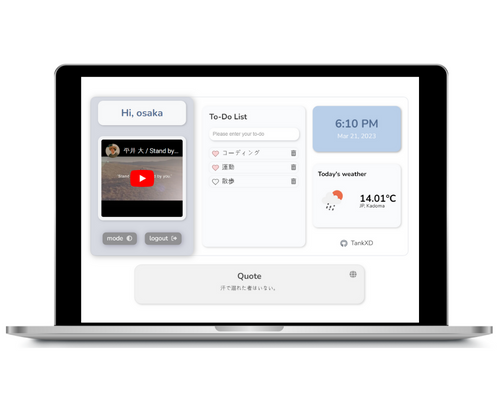 Hi, osaka
平井 大 / Stand by...
mode
logout
To-Do List
Please enter your to-do
コーディング
運動
散歩
6:10 PM
Mar 21, 2023
Today's weather
14.01°C
JP, Kadoma
TankXD
Quote
汗で溺れた者はいない。